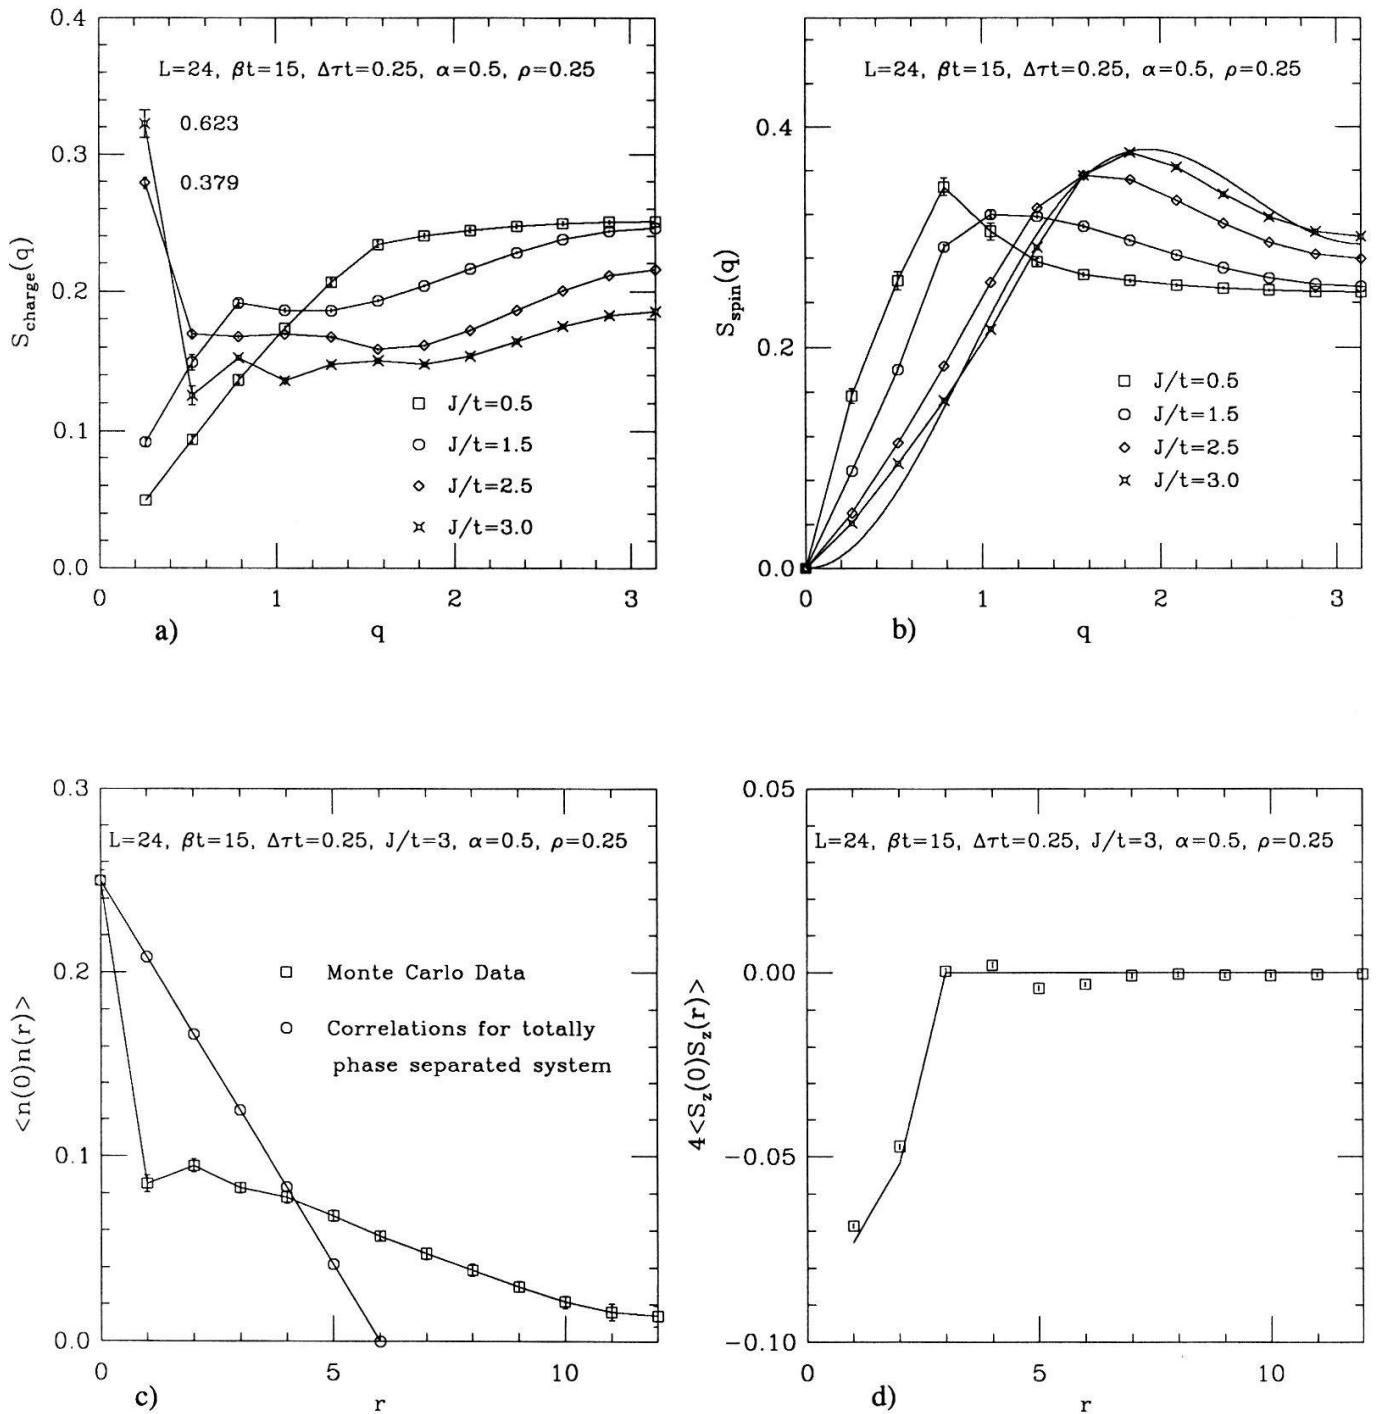 0.4
L=24, βt=15, Δτt=0.25, α=0.5, ρ=0.25
0.623
0.3
0.379
S_charge(q)
0.2
J/t=0.5
0.1
J/t=1.5
J/t=2.5
J/t=3.0
0.0
0 1 2 3
a) q
L=24, βt=15, Δτt=0.25, α=0.5, ρ=0.25
0.4
S_spin(q)
0.2
J/t=0.5
J/t=1.5
J/t=2.5
J/t=3.0
0.0
0 1 2 3
b) q
0.3
L=24, βt=15, Δτt=0.25, J/t=3, α=0.5, ρ=0.25
0.2
Monte Carlo Data
Correlations for totally
phase separated system
<n(0)n(r)>
0.1
0.0
0 5 10
c) r
0.05
L=24, βt=15, Δτt=0.25, J/t=3, α=0.5, ρ=0.25
0.00
4<S_z(0)S_z(r)>
−0.05
−0.10
0 5 10
d) r